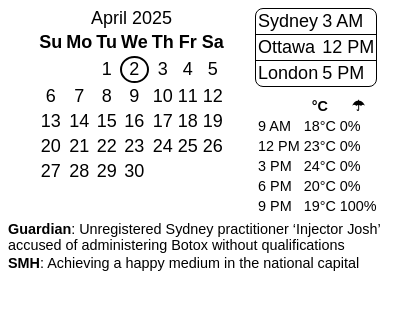 April 2025
Su Mo Tu We Th Fr Sa
1 2 3 4 5
6 7 8 9 10 11 12
13 14 15 16 17 18 19
20 21 22 23 24 25 26
27 28 29 30
Sydney 3 AM
Ottawa 12 PM
London 5 PM
°C ☂
9 AM 18°C 0%
12 PM 23°C 0%
3 PM 24°C 0%
6 PM 20°C 0%
9 PM 19°C 100%
Guardian: Unregistered Sydney practitioner ‘Injector Josh’
accused of administering Botox without qualifications
SMH: Achieving a happy medium in the national capital